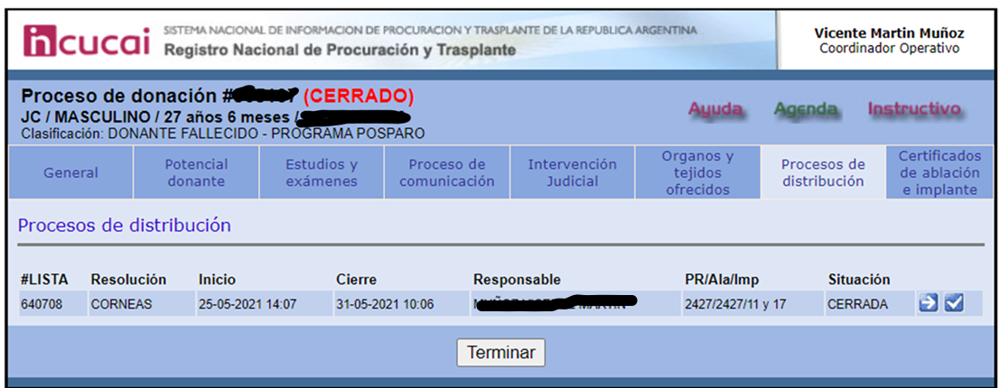 incucai
SISTEMA NACIONAL DE INFORMACION DE PROCURACION Y TRASPLANTE DE LA REPUBLICA ARGENTINA
Registro Nacional de Procuración y Trasplante
Vicente Martin Muñoz
Coordinador Operativo
Proceso de donación # (CERRADO)
JC / MASCULINO / 27 años 6 meses /
Clasificación: DONANTE FALLECIDO - PROGRAMA POSPARO
Ayuda Agenda Instructivo
General
Potencial
donante
Estudios y
exámenes
Proceso de
comunicación
Intervención
Judicial
Organos y
tejidos
ofrecidos
Procesos de
distribución
Certificados
de ablación
e implante
Procesos de distribución
#LISTA Resolución Inicio Cierre Responsable PR/Ala/Imp Situación
640708 CORNEAS 25-05-2021 14:07 31-05-2021 10:06 2427/2427/11 y 17 CERRADA
Terminar